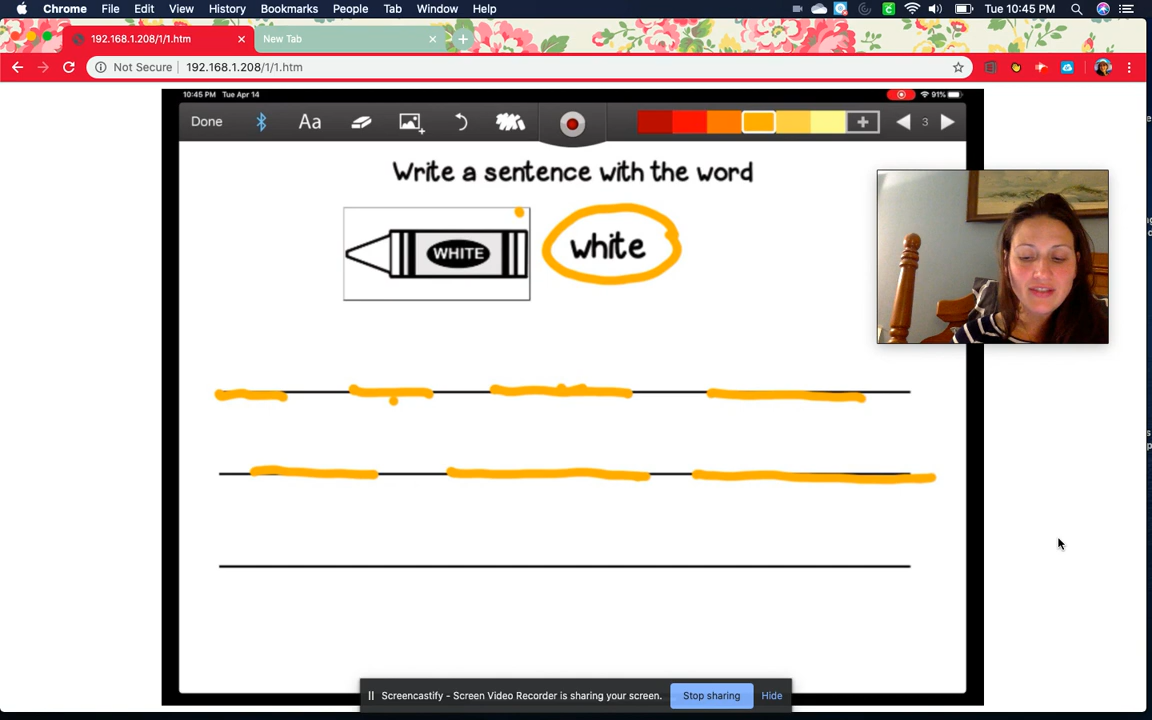 Chrome File Edit View History Bookmarks People Tab Window Help Tue 10:45 PM
192.168.1.208/1/1.htm New Tab
Not Secure 192.168.1.208/1/1.htm
10:45 PM Tue Apr 14 91%
Done Aa 3
Write a sentence with the word
WHITE white
Screencastify - Screen Video Recorder is sharing your screen. Stop sharing Hide